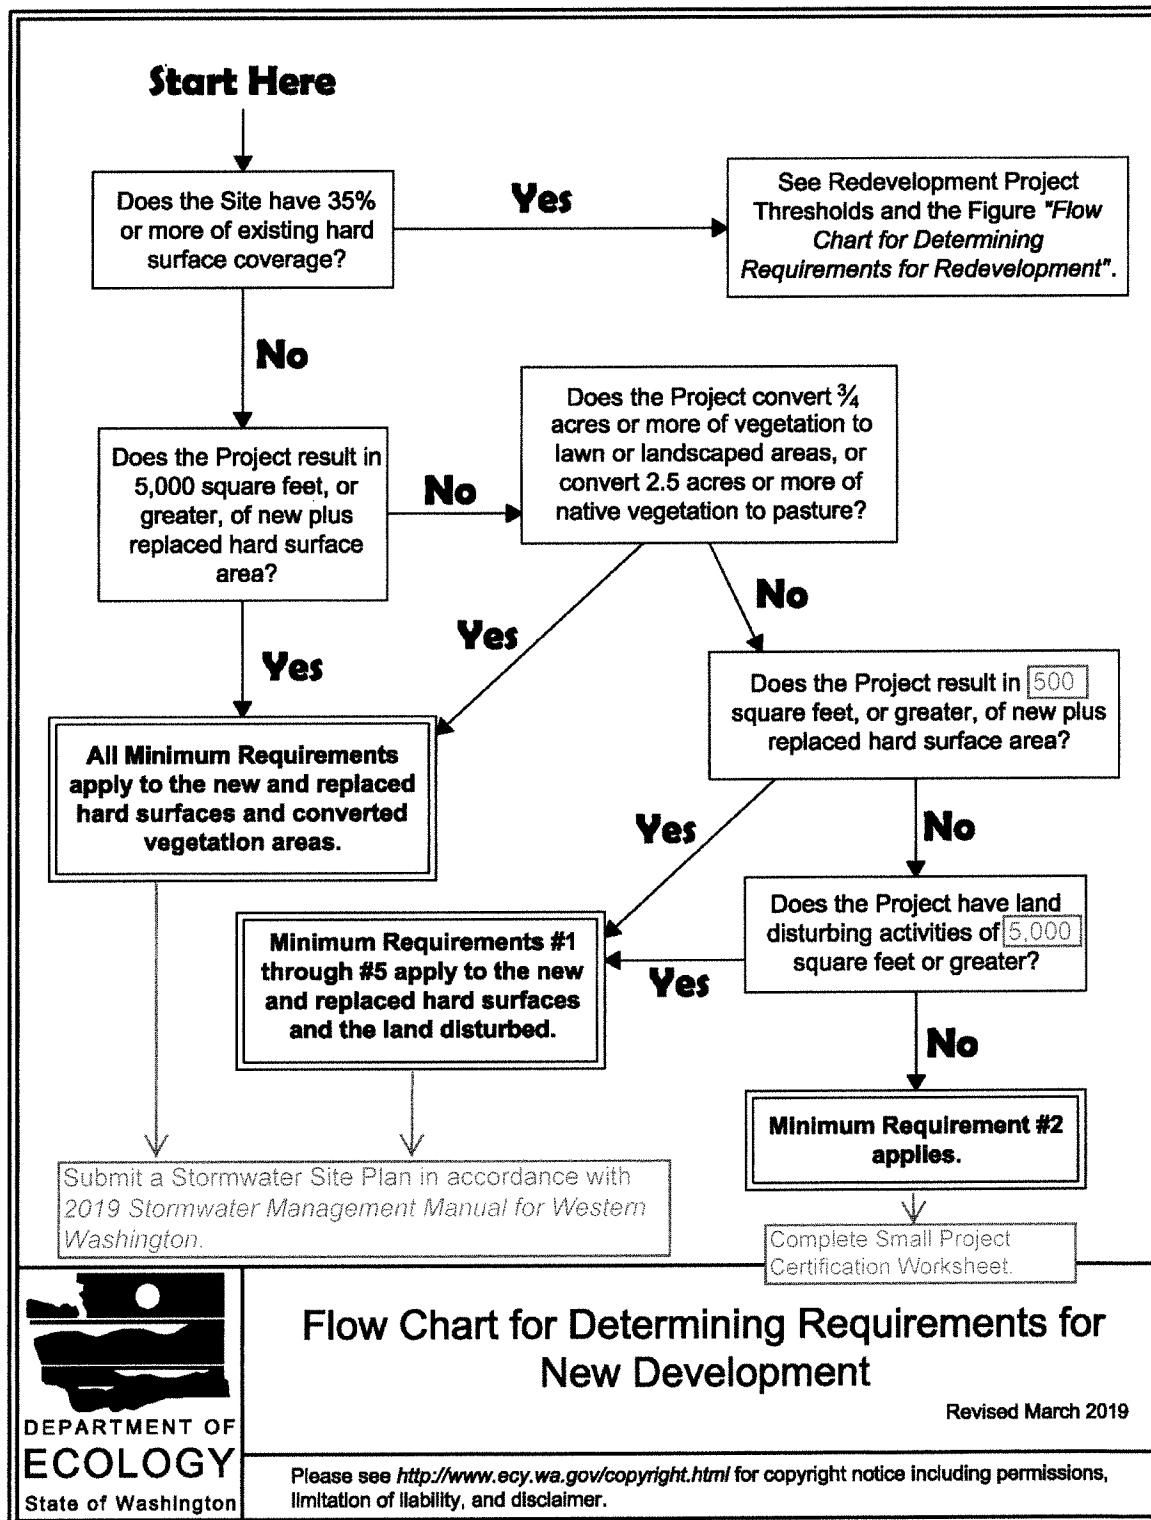 Start Here
Does the Site have 35%
or more of existing hard
surface coverage?
Yes
See Redevelopment Project
Thresholds and the Figure "Flow
Chart for Determining
Requirements for Redevelopment".
No
Does the Project result in
5,000 square feet, or
greater, of new plus
replaced hard surface
area?
No
Does the Project convert ¾
acres or more of vegetation to
lawn or landscaped areas, or
convert 2.5 acres or more of
native vegetation to pasture?
Yes
Yes
No
Does the Project result in 500
square feet, or greater, of new plus
replaced hard surface area?
All Minimum Requirements
apply to the new and replaced
hard surfaces and converted
vegetation areas.
Yes
No
Does the Project have land
disturbing activities of 5,000
square feet or greater?
Minimum Requirements #1
through #5 apply to the new
and replaced hard surfaces
and the land disturbed.
Yes
No
Minimum Requirement #2
applies.
Submit a Stormwater Site Plan in accordance with
2019 Stormwater Management Manual for Western
Washington.
Complete Small Project
Certification Worksheet.
DEPARTMENT OF
ECOLOGY
State of Washington
Flow Chart for Determining Requirements for
New Development
Revised March 2019
Please see http://www.ecy.wa.gov/copyright.html for copyright notice including permissions,
limitation of liability, and disclaimer.